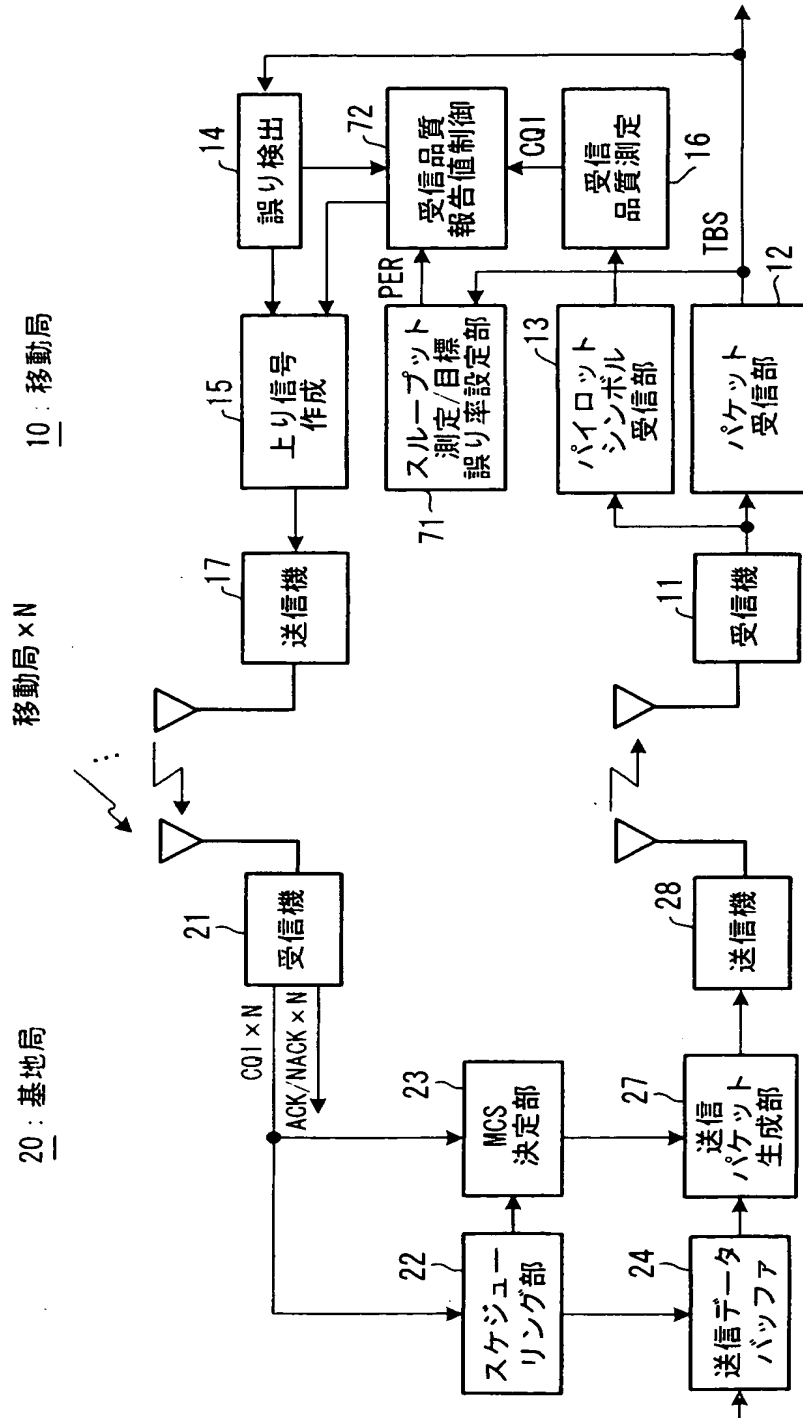 20：基地局
移動局×N
10：移動局
21
受信機
CQI×N
ACK/NACK×N
17
送信機
15
上り信号
作成
14
誤り検出
72
受信品質
報告値制御
PER
スループット
測定/目標
誤り率設定部
71
CQI
受信
品質測定
16
22
スケジュー
リング部
23
MCS
決定部
13
パイロット
シンボル
受信部
TBS
24
送信データ
バッファ
27
送信
パケット
生成部
28
送信機
11
受信機
12
パケット
受信部